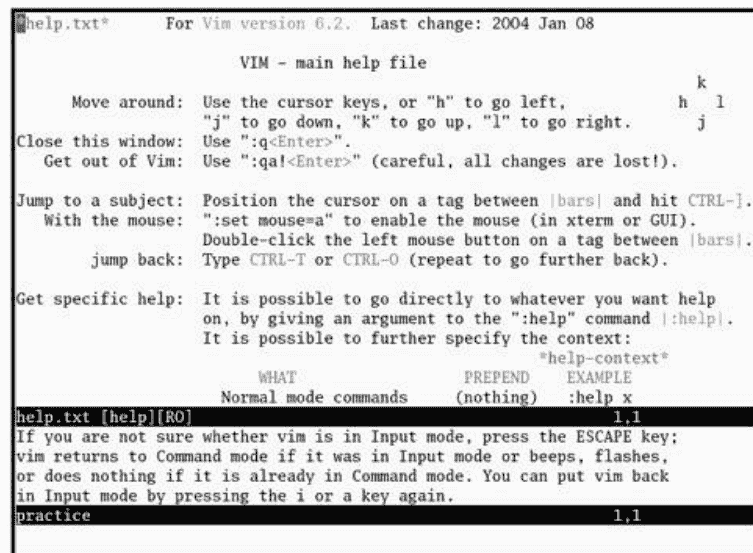 *help.txt*      For Vim version 6.2.  Last change: 2004 Jan 08
VIM - main help file
k
Move around:  Use the cursor keys, or "h" to go left,  h   l
"j" to go down, "k" to go up, "l" to go right.  j
Close this window:  Use ":q<Enter>".
Get out of Vim:  Use ":qa!<Enter>" (careful, all changes are lost!).
Jump to a subject:  Position the cursor on a tag between |bars| and hit CTRL-].
With the mouse:  ":set mouse=a" to enable the mouse (in xterm or GUI).
Double-click the left mouse button on a tag between |bars|.
jump back:  Type CTRL-T or CTRL-O (repeat to go further back).
Get specific help:  It is possible to go directly to whatever you want help
on, by giving an argument to the ":help" command |:help|.
It is possible to further specify the context:
*help-context*
WHAT  PREPEND  EXAMPLE
Normal mode commands  (nothing)  :help x
help.txt [help][RO]  1,1
If you are not sure whether vim is in Input mode, press the ESCAPE key;
vim returns to Command mode if it was in Input mode or beeps, flashes,
or does nothing if it is already in Command mode. You can put vim back
in Input mode by pressing the i or a key again.
practice  1,1